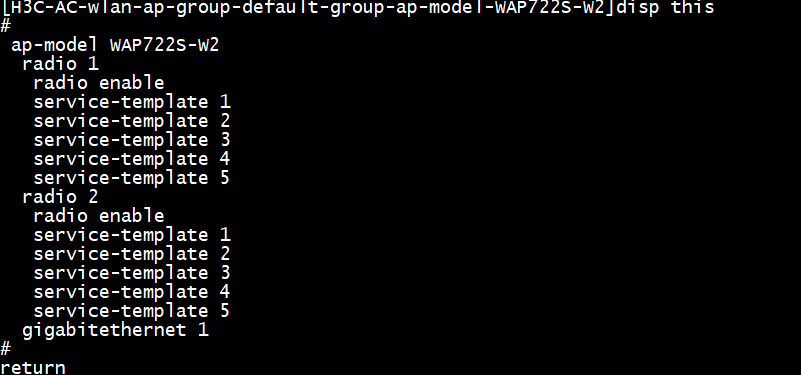 [H3C-AC-wlan-ap-group-default-group-ap-model-WAP722S-W2]disp this
#
ap-model WAP722S-W2
radio 1
radio enable
service-template 1
service-template 2
service-template 3
service-template 4
service-template 5
radio 2
radio enable
service-template 1
service-template 2
service-template 3
service-template 4
service-template 5
gigabitethernet 1
#
return